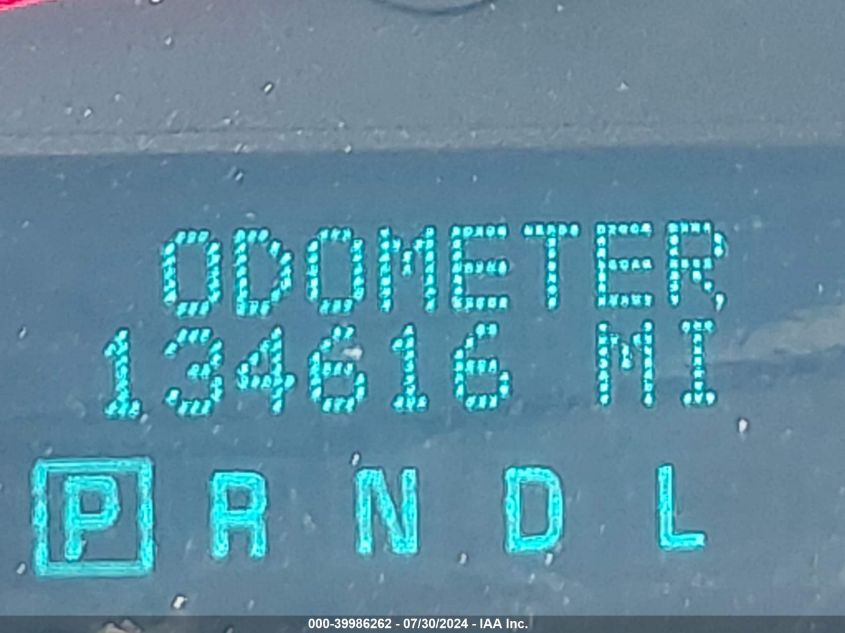 ODOMETER
134616 MI
P R N D L
000-39986262 - 07/30/2024 - IAA Inc.